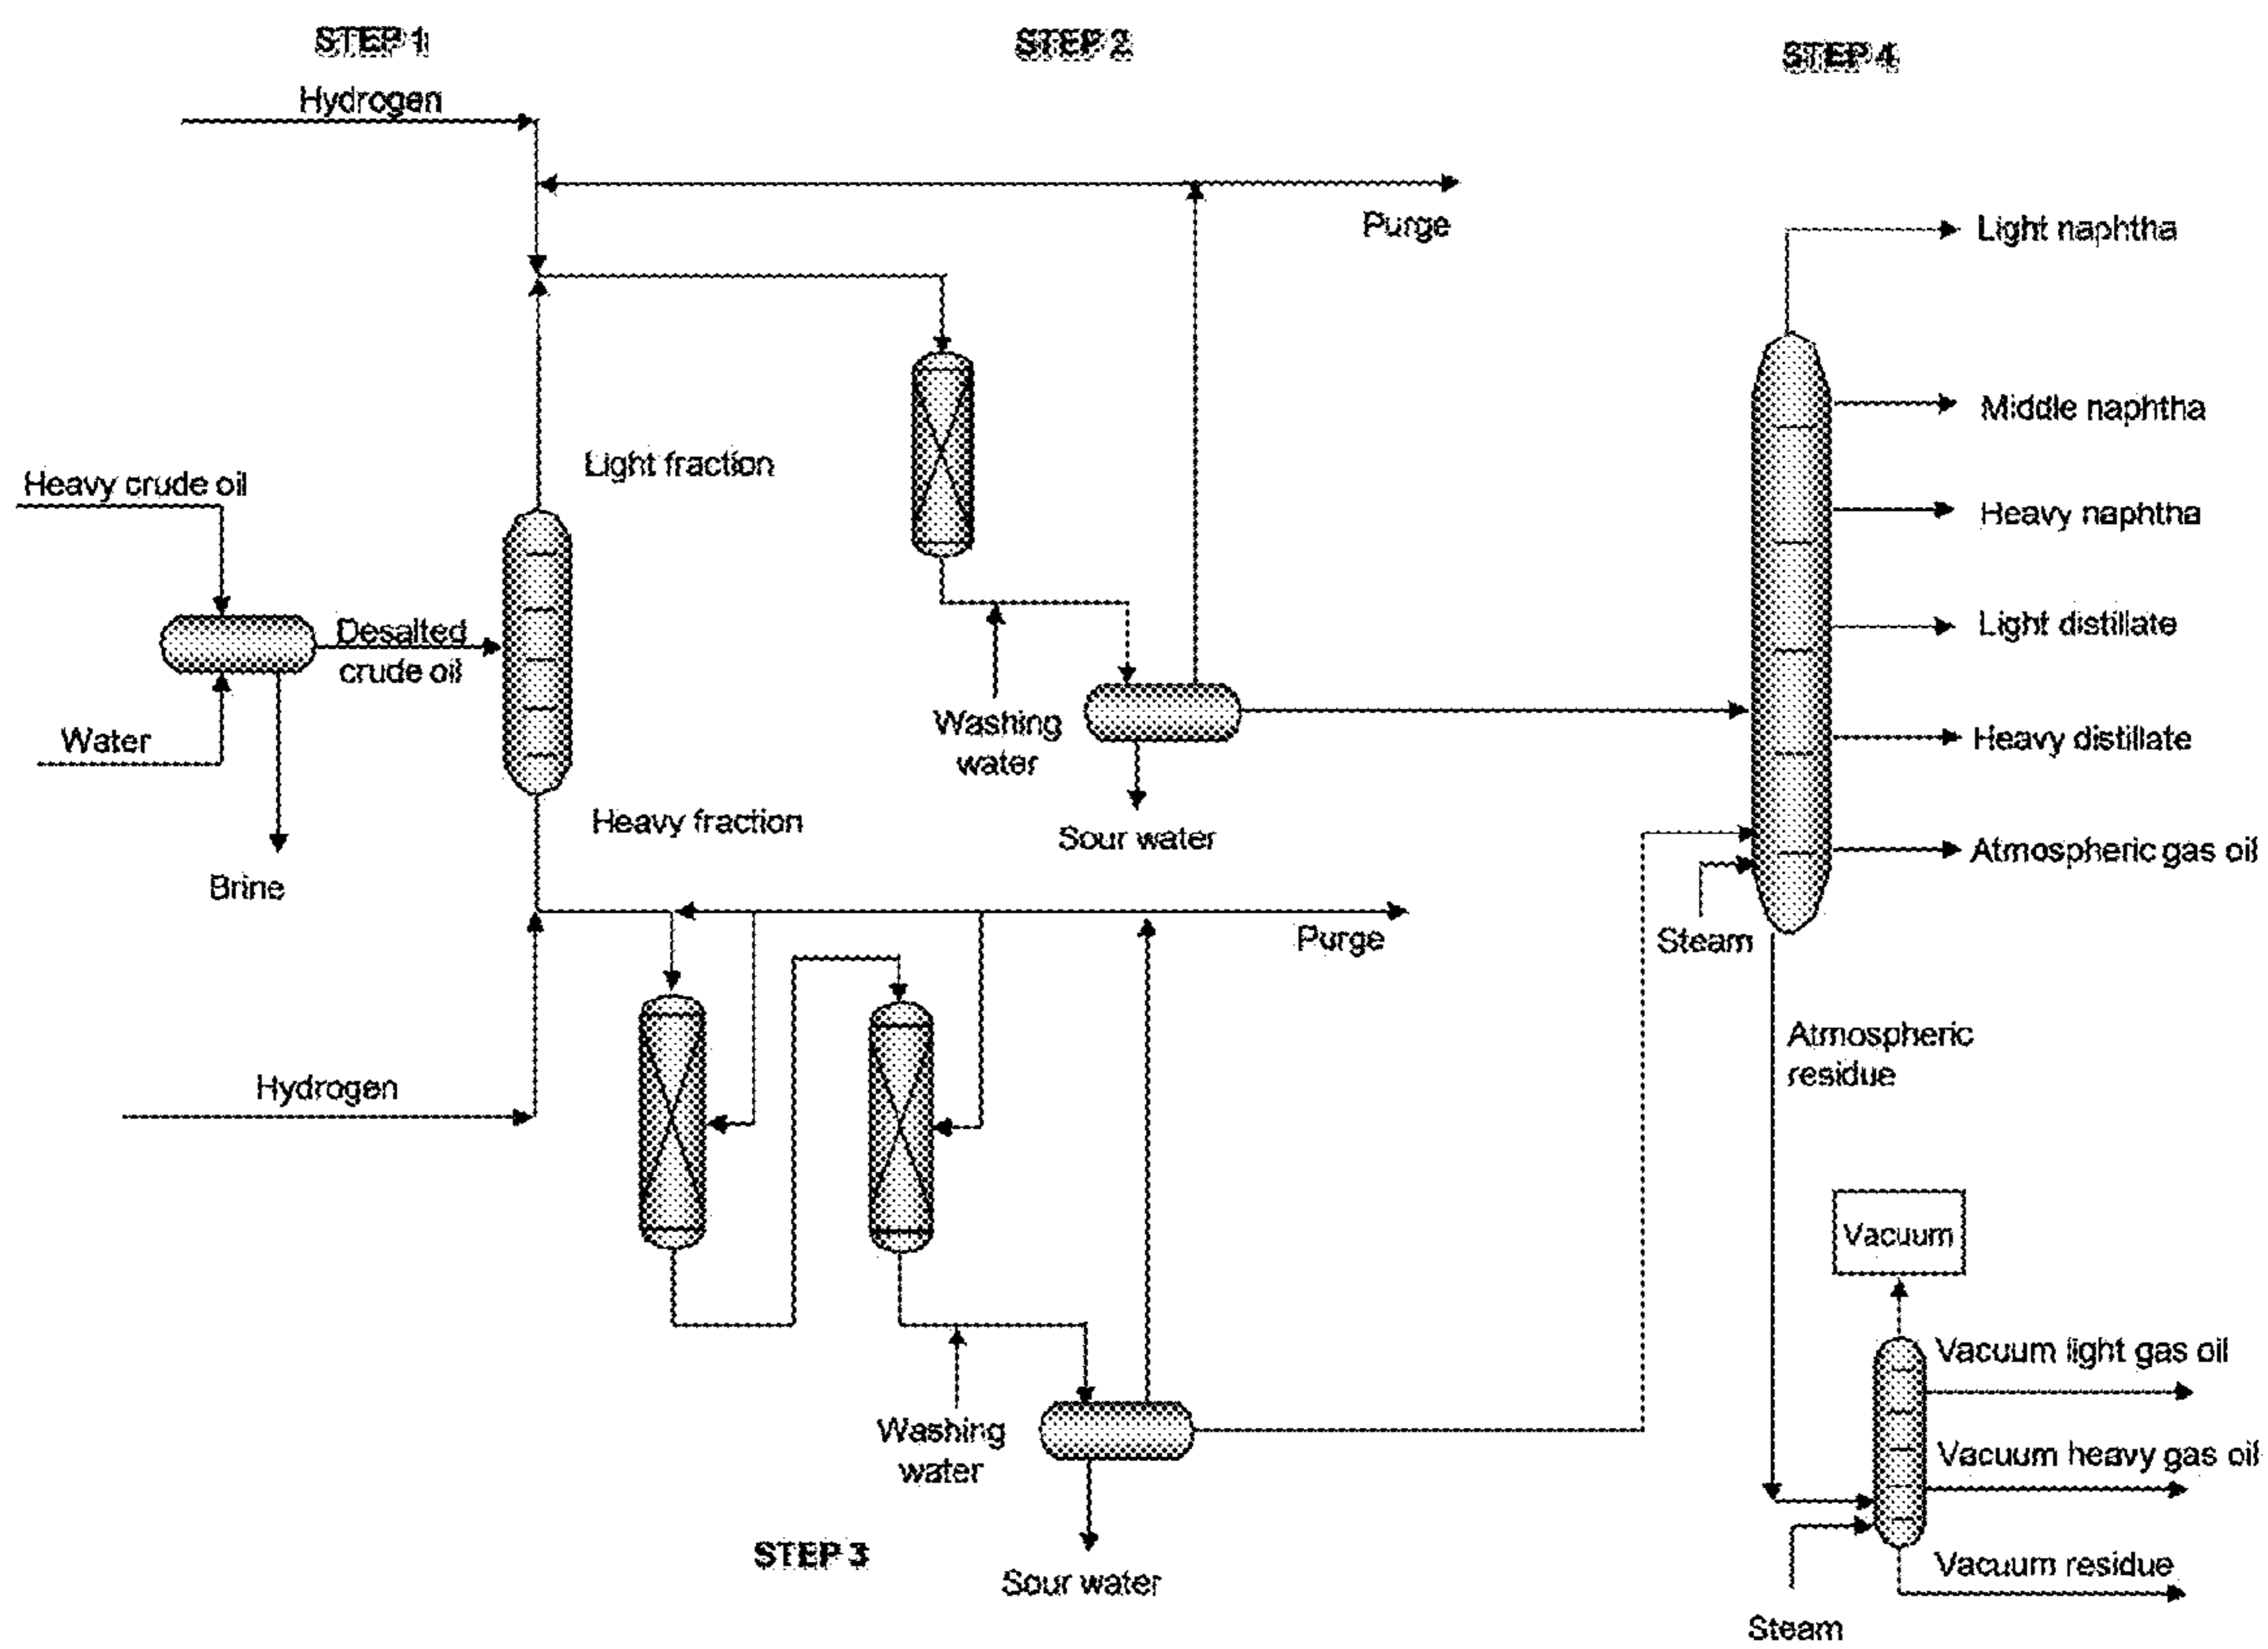 STEP 1
STEP 2
STEP 4
Hydrogen
Purge
Light naphtha
Middle naphtha
Light fraction
Heavy crude oil
Heavy naphtha
Desalted
crude oil
Light distillate
Washing
water
Water
Heavy distillate
Heavy fraction
Sour water
Atmospheric gas oil
Brine
Purge
Steam
Atmospheric
residue
Hydrogen
Vacuum
Vacuum light gas oil
Washing
water
Vacuum heavy gas oil
STEP 3
Sour water
Vacuum residue
Steam